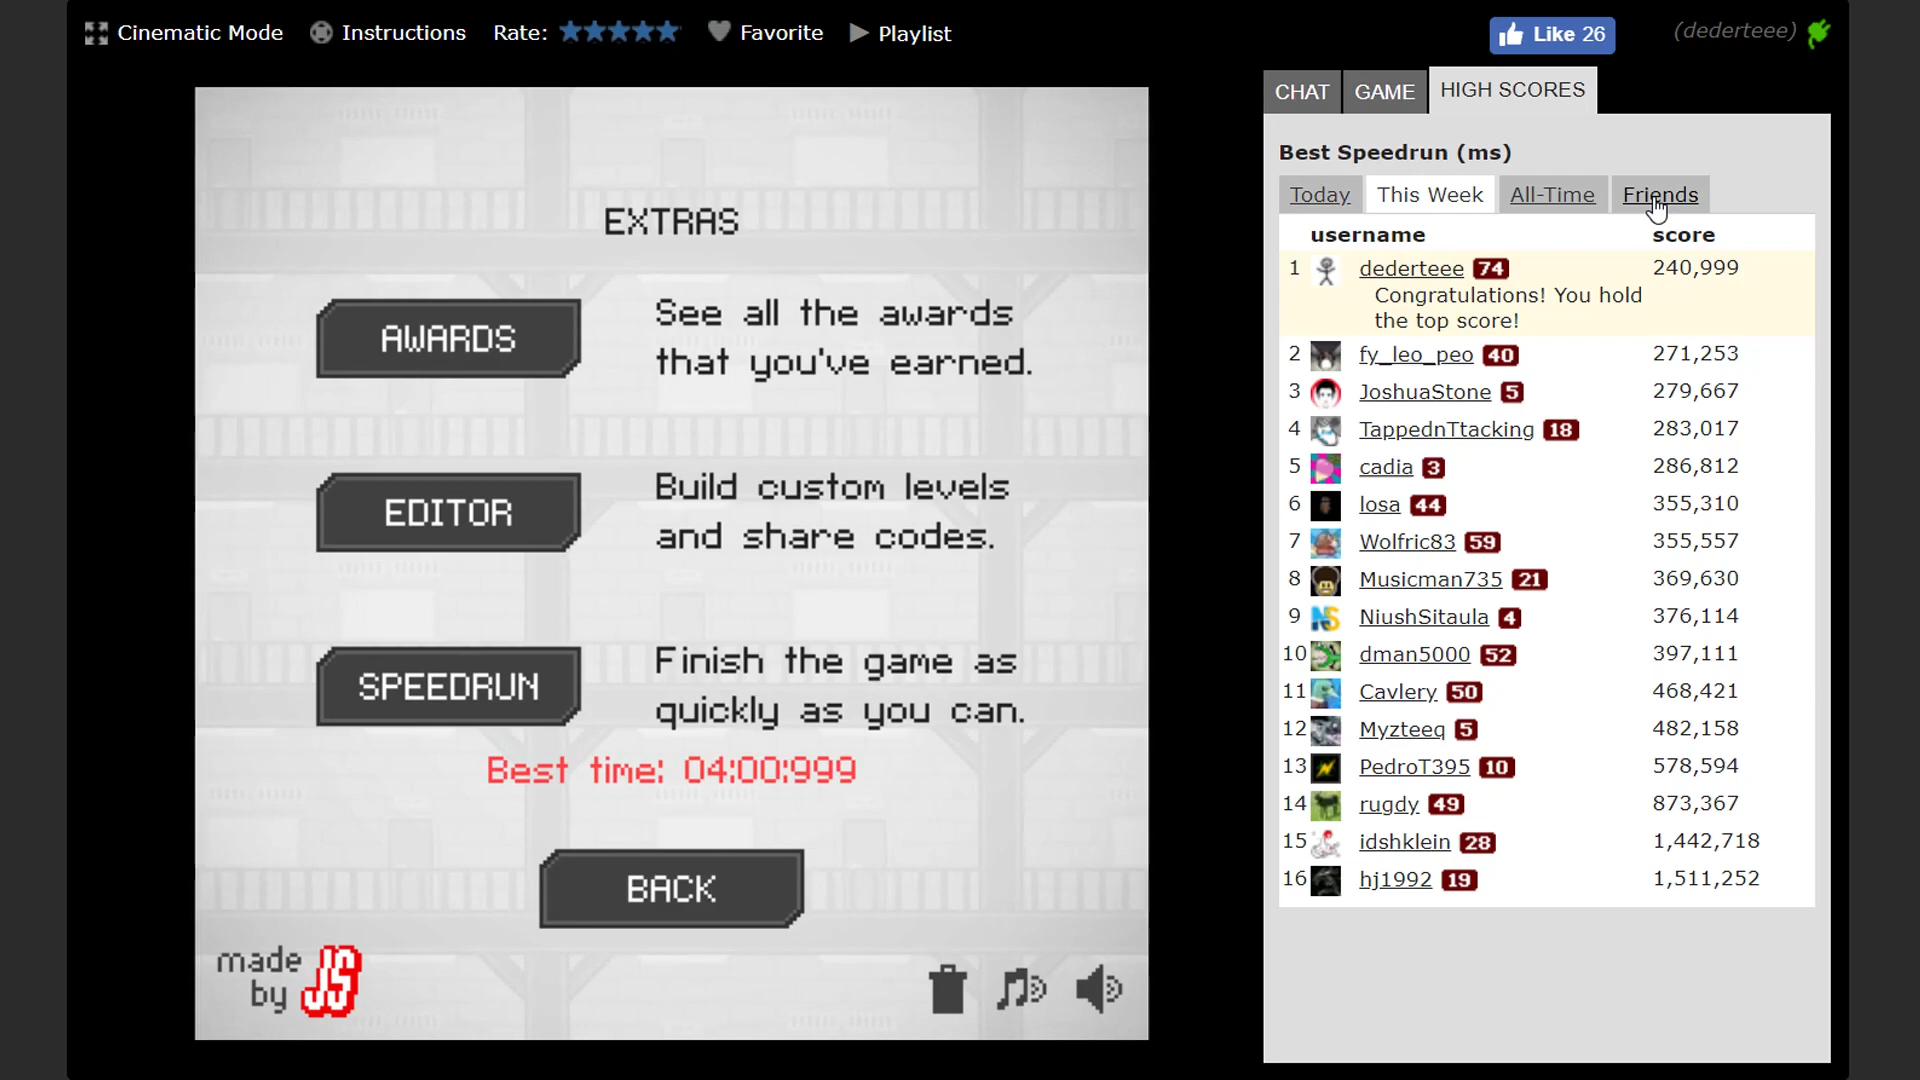 Cinematic Mode Instructions Rate: Favorite Playlist Like 26 (dederteee)
CHAT GAME HIGH SCORES
Best Speedrun (ms)
Today This Week All-Time Friends
username score
1 dederteee 74 240,999
Congratulations! You hold
the top score!
2 fy_leo_peo 40 271,253
3 JoshuaStone 5 279,667
4 TappednTtacking 18 283,017
5 cadia 3 286,812
6 losa 44 355,310
7 Wolfric83 59 355,557
8 Musicman735 21 369,630
9 NiushSitaula 4 376,114
10 dman5000 52 397,111
11 Cavlery 50 468,421
12 Myzteeq 5 482,158
13 PedroT395 10 578,594
14 rugdy 49 873,367
15 idshklein 28 1,442,718
16 hj1992 19 1,511,252
EXTRAS
AWARDS
See all the awards
that you've earned.
EDITOR
Build custom levels
and share codes.
SPEEDRUN
Finish the game as
quickly as you can.
Best time: 04:00:999
BACK
made
by JS